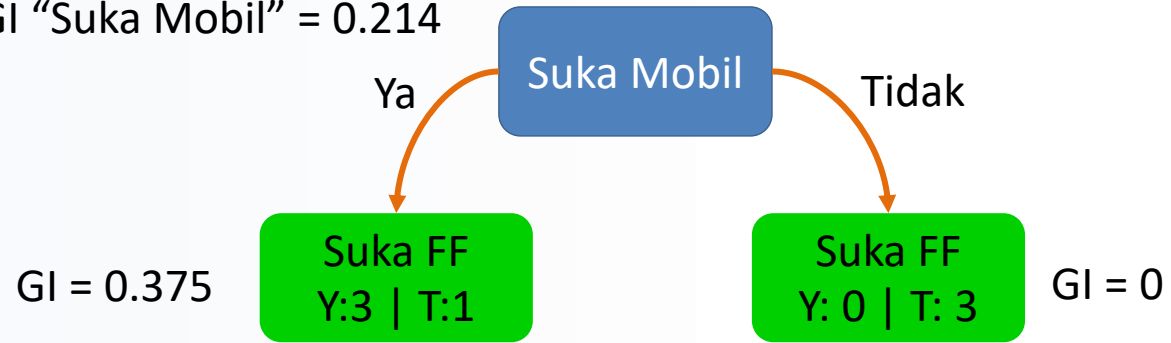 GI “Suka Mobil” = 0.214
Suka Mobil
Ya
Tidak
GI = 0.375
Suka FF
Y:3 | T:1
Suka FF
Y: 0 | T: 3
GI = 0